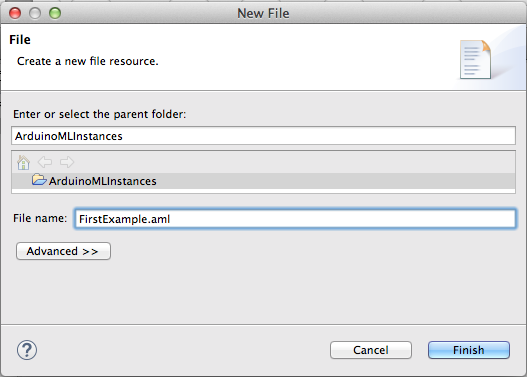 New File
File
Create a new file resource.
Enter or select the parent folder:
ArduinoMLInstances
ArduinoMLInstances
File name: FirstExample.aml
Advanced >>
? Cancel Finish